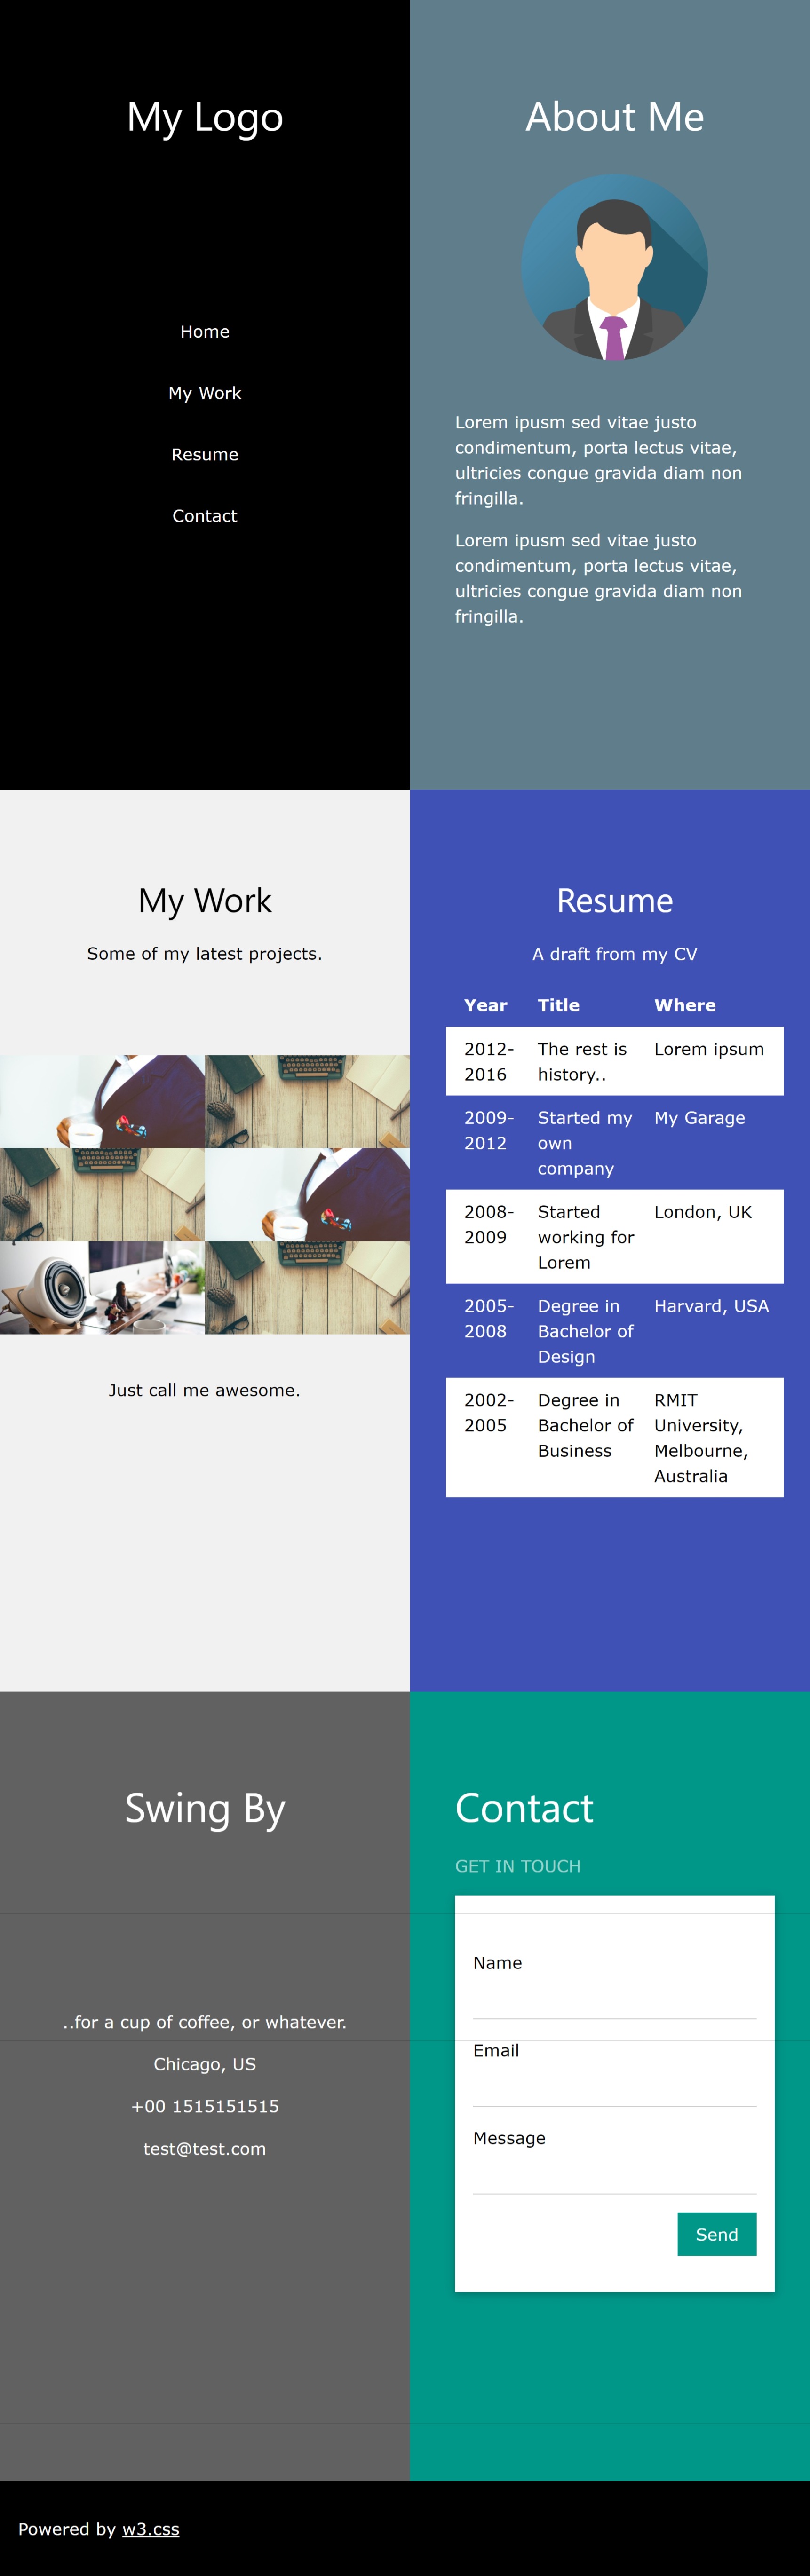 My Logo
Home
My Work
Resume
Contact
About Me
Lorem ipusm sed vitae justo
condimentum, porta lectus vitae,
ultricies congue gravida diam non
fringilla.
Lorem ipusm sed vitae justo
condimentum, porta lectus vitae,
ultricies congue gravida diam non
fringilla.
My Work
Some of my latest projects.
Just call me awesome.
Resume
A draft from my CV
Year Title Where
2012- The rest is Lorem ipsum
2016 history..
2009- Started my My Garage
2012 own
company
2008- Started London, UK
2009 working for
Lorem
2005- Degree in Harvard, USA
2008 Bachelor of
Design
2002- Degree in RMIT
2005 Bachelor of University,
Business Melbourne,
Australia
Swing By
..for a cup of coffee, or whatever.
Chicago, US
+00 1515151515
test@test.com
Contact
GET IN TOUCH
Name
Email
Message
Send
Powered by w3.css